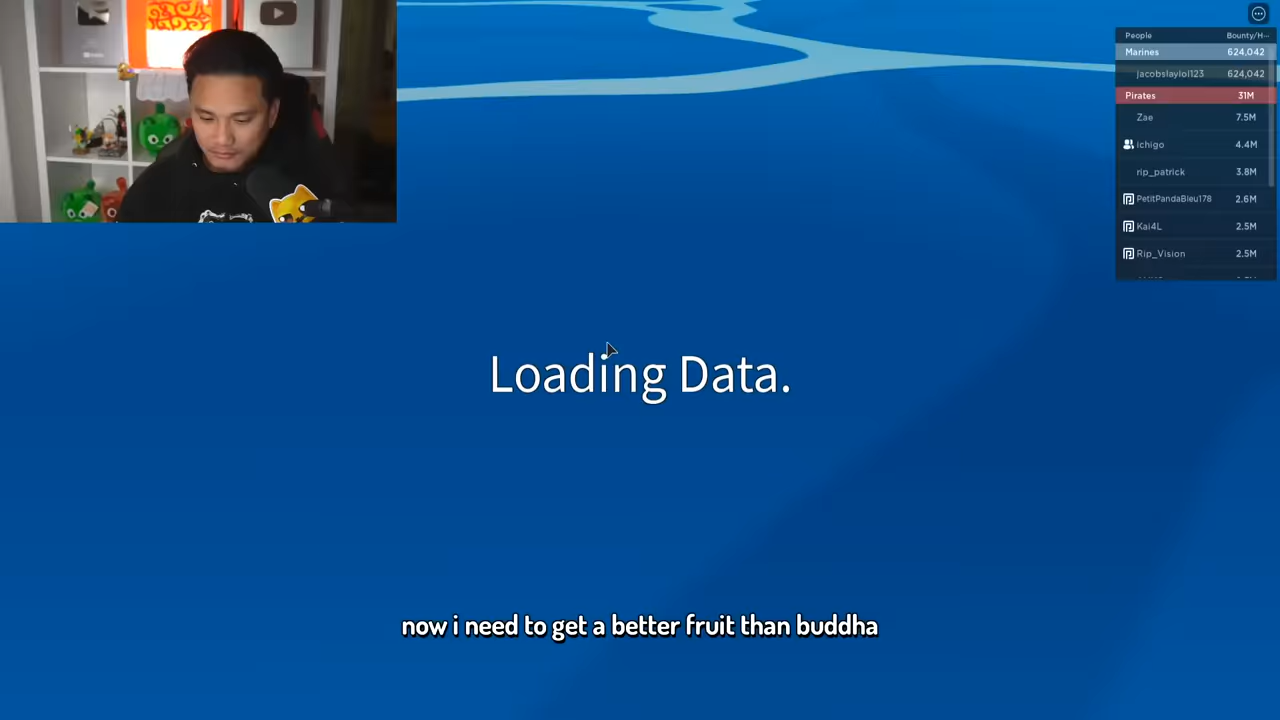 People Bounty/H...
Marines 624,042
jacobslaylol123 624,042
Pirates 31M
Zae 7.5M
ichigo 4.4M
rip_patrick 3.8M
PetitPandaBleu178 2.6M
Kai4L 2.5M
Rip_Vision 2.5M
Loading Data.
now i need to get a better fruit than buddha